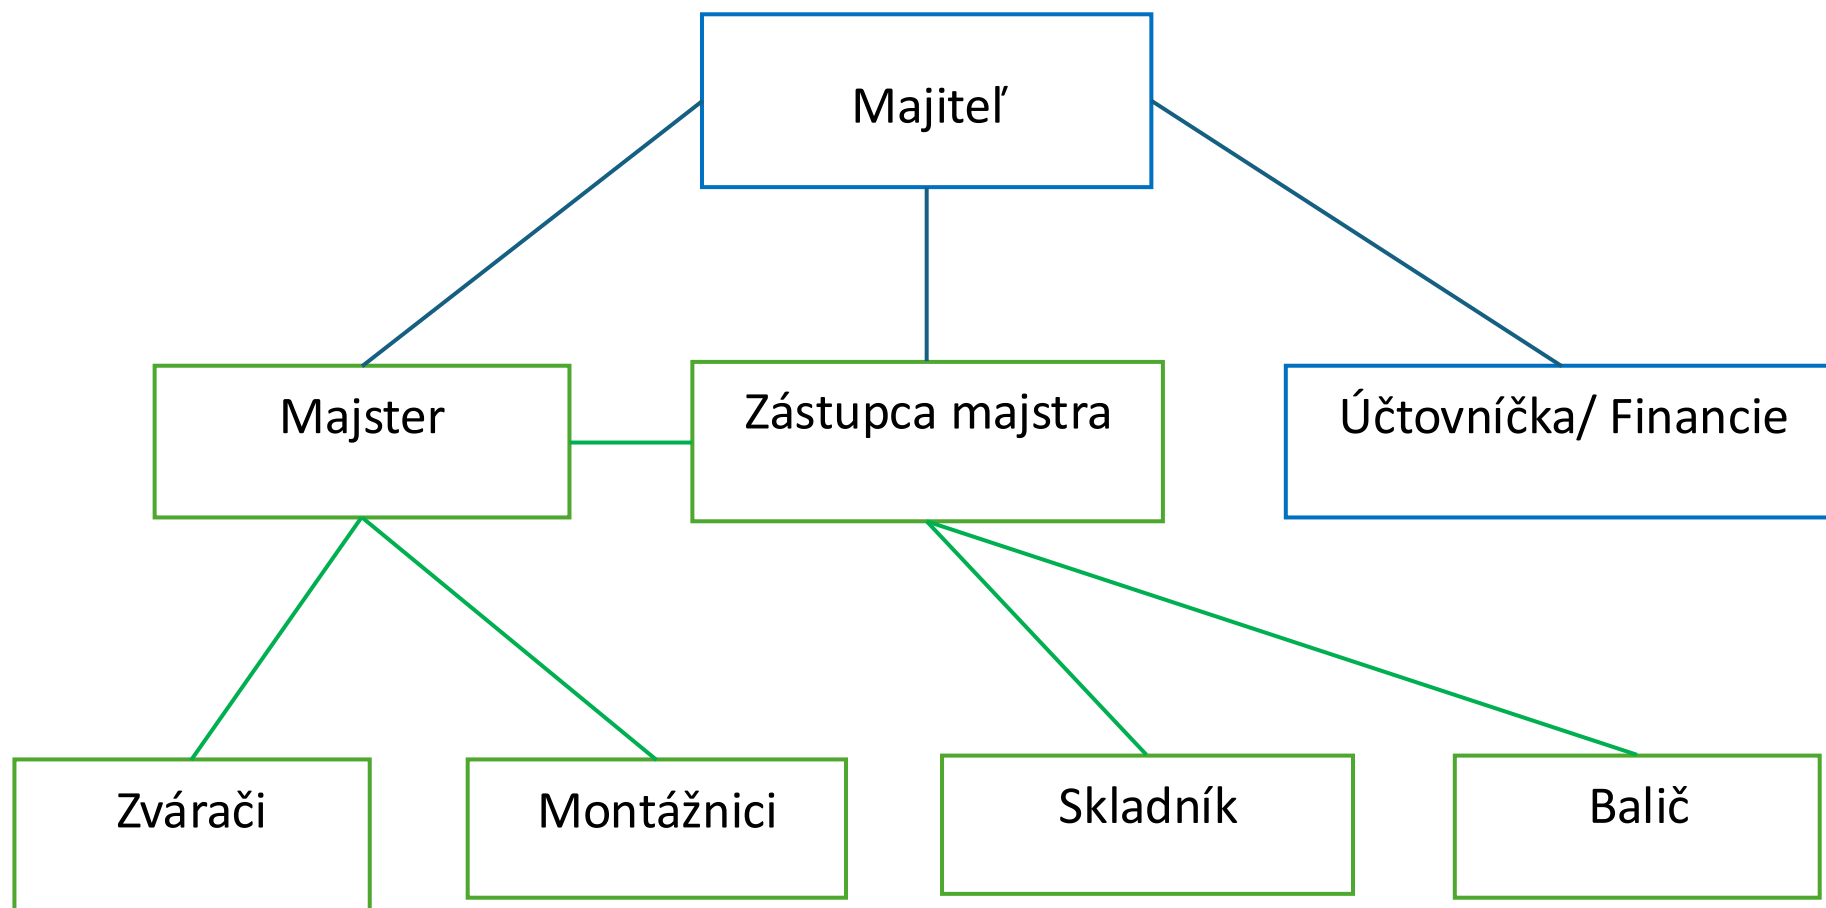 Majiteľ
Majster
Zástupca majstra
Účtovníčka/ Financie
Zvárači
Montážnici
Skladník
Balič